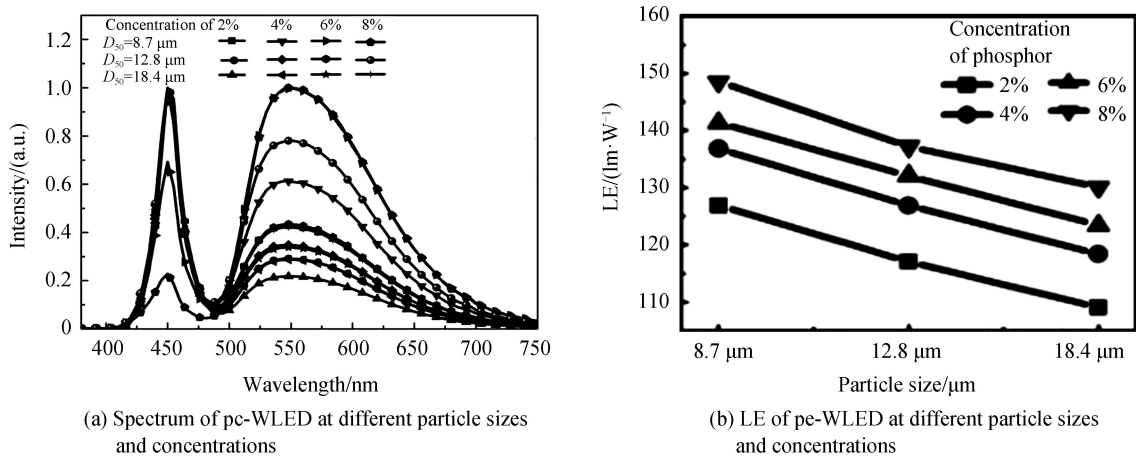 Concentration of 2% 4% 6% 8%
D₅₀=8.7 μm
D₅₀=12.8 μm
D₅₀=18.4 μm
1.2
1.0
0.8
0.6
0.4
0.2
0
Intensity/(a.u.)
400 450 500 550 600 650 700 750
Wavelength/nm
(a) Spectrum of pc-WLED at different particle sizes
and concentrations
160
150
140
130
120
110
LE/(lm·W⁻¹)
Concentration
of phosphor
2% 6%
4% 8%
8.7 μm 12.8 μm 18.4 μm
Particle size/μm
(b) LE of pe-WLED at different particle sizes
and concentrations